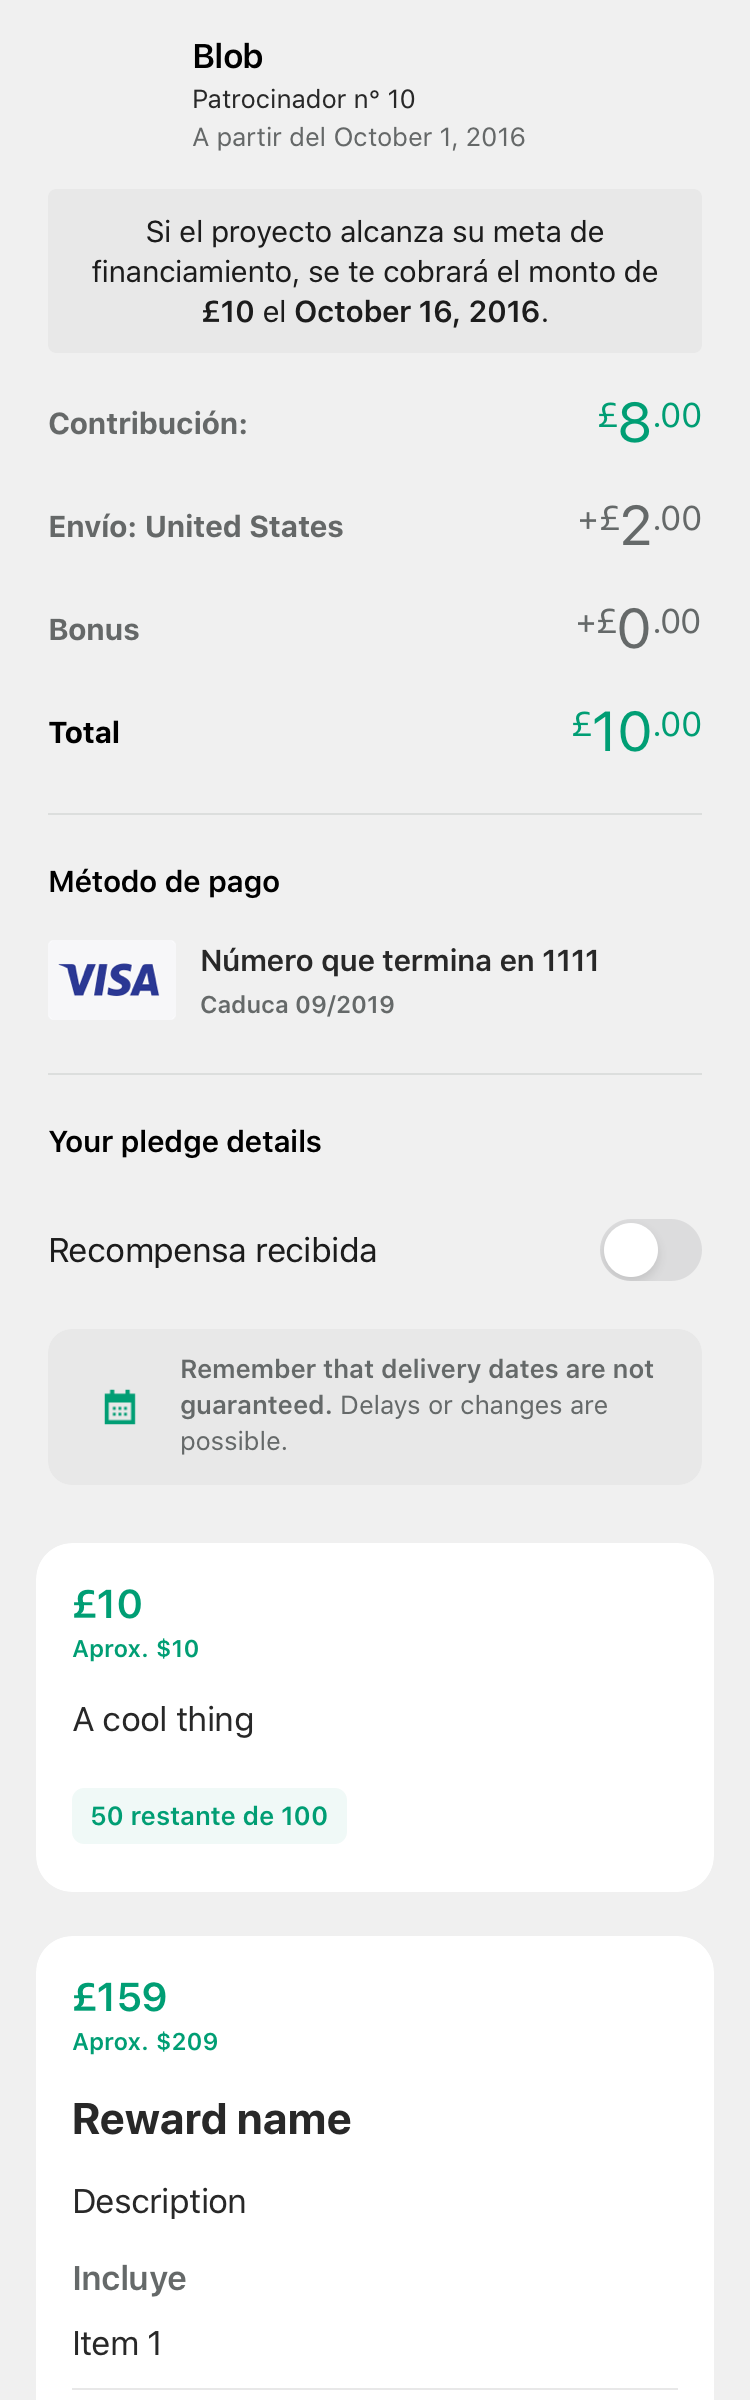 Blob
Patrocinador n° 10
A partir del October 1, 2016
Si el proyecto alcanza su meta de
financiamiento, se te cobrará el monto de
£10 el October 16, 2016.
Contribución: £8.00
Envío: United States +£2.00
Bonus +£0.00
Total £10.00
Método de pago
VISA
Número que termina en 1111
Caduca 09/2019
Your pledge details
Recompensa recibida
Remember that delivery dates are not
guaranteed. Delays or changes are
possible.
£10
Aprox. $10
A cool thing
50 restante de 100
£159
Aprox. $209
Reward name
Description
Incluye
Item 1